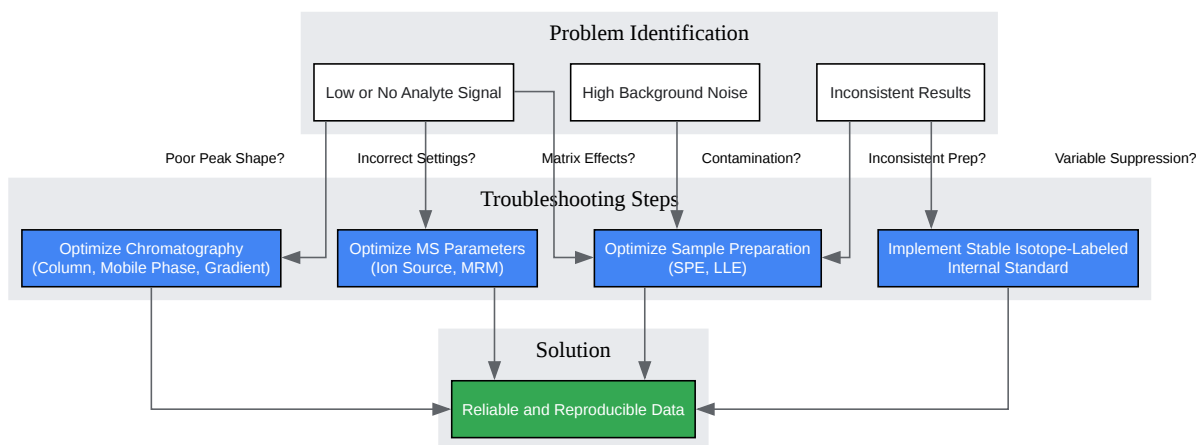 Problem Identification
Low or No Analyte Signal
High Background Noise
Inconsistent Results
Poor Peak Shape?
Incorrect Settings?
Matrix Effects?
Contamination?
Inconsistent Prep?
Variable Suppression?
Troubleshooting Steps
Optimize Chromatography
(Column, Mobile Phase, Gradient)
Optimize MS Parameters
(Ion Source, MRM)
Optimize Sample Preparation
(SPE, LLE)
Implement Stable Isotope-Labeled
Internal Standard
Solution
Reliable and Reproducible Data